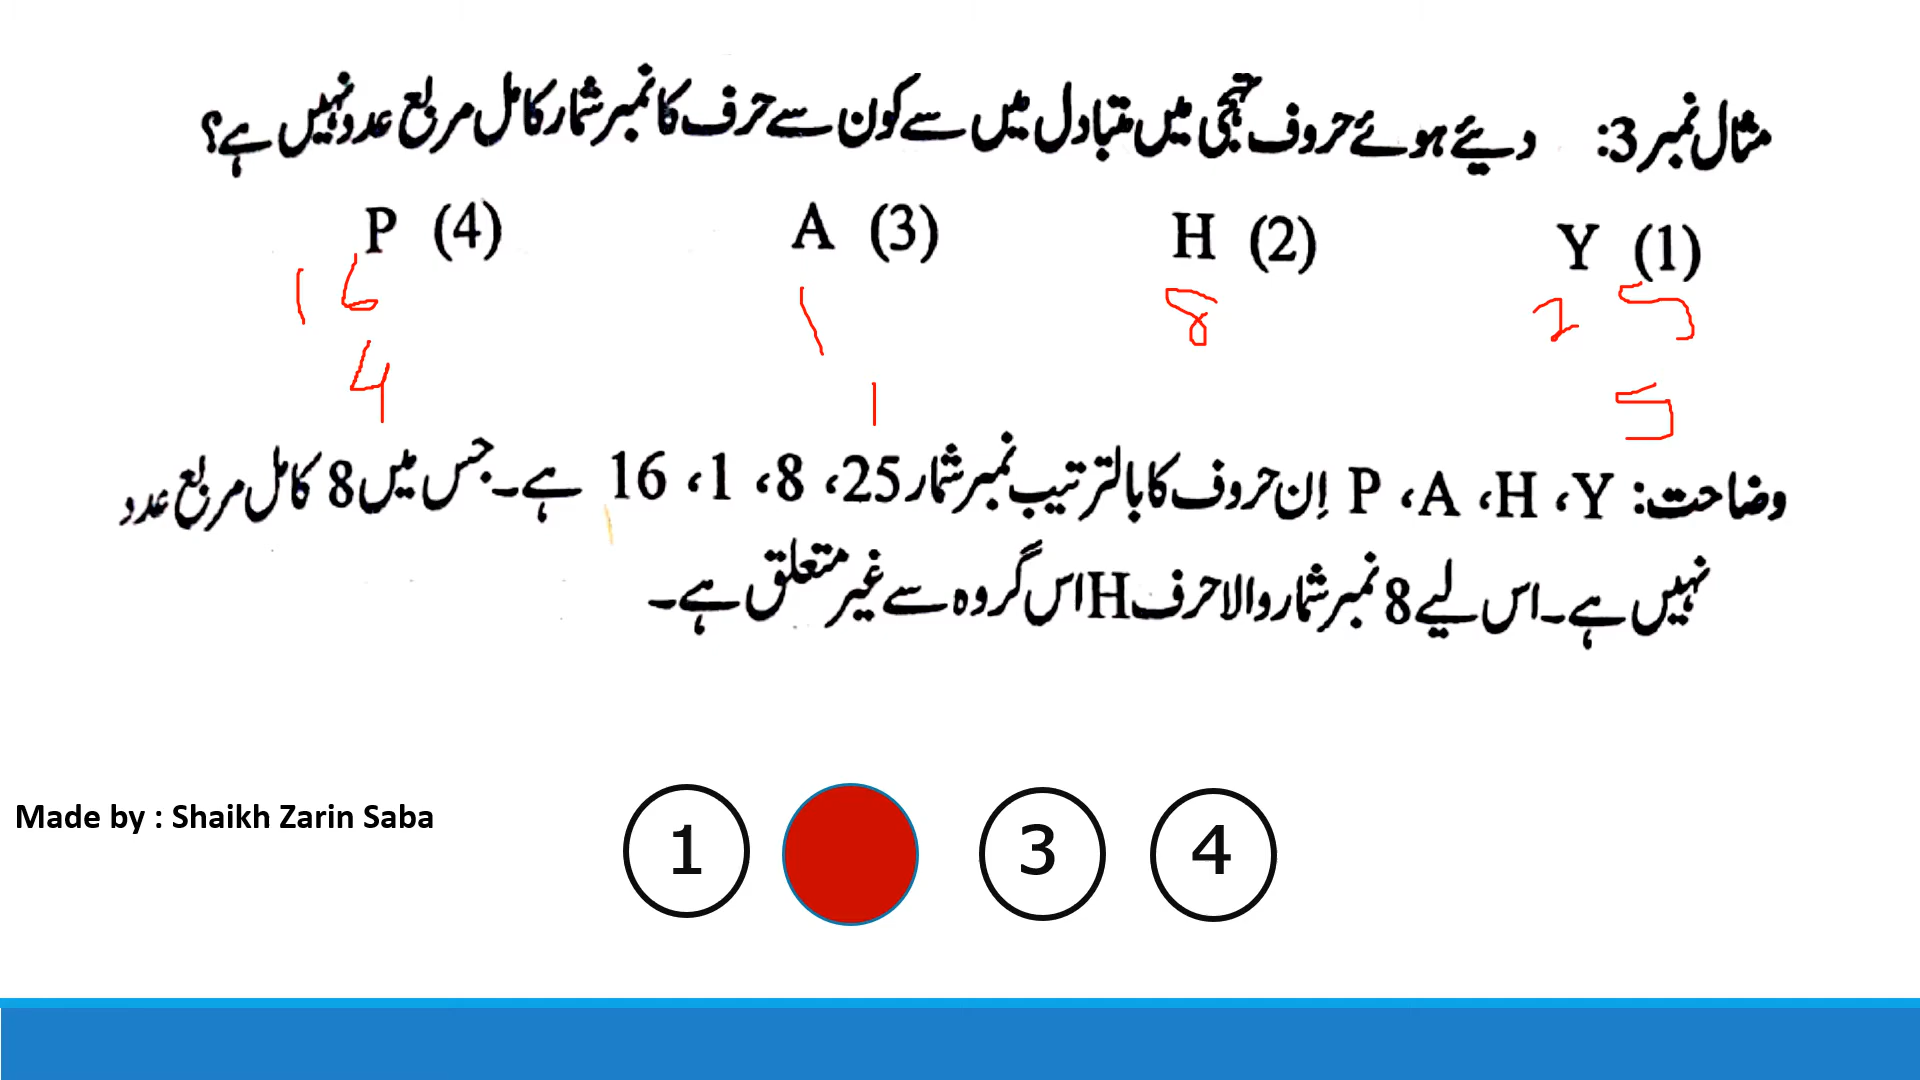 مثال نمبر 3: دیئے ہوئے حروف تہجی میں متبادل میں سے کون سے حرف کا نمبر شمار کامل مربع عدد نہیں ہے؟
Y (1) H (2) A (3) P (4)
25 8 1 16
5 1 4
وضاحت: Y، H، A، P اِن حروف کا بالترتیب نمبر شمار 25، 8، 1، 16 ہے۔ جس میں 8 کامل مربع عدد
نہیں ہے۔ اس لیے 8 نمبر شمار والا حرف H اس گروہ سے غیر متعلق ہے۔
Made by : Shaikh Zarin Saba
1 3 4